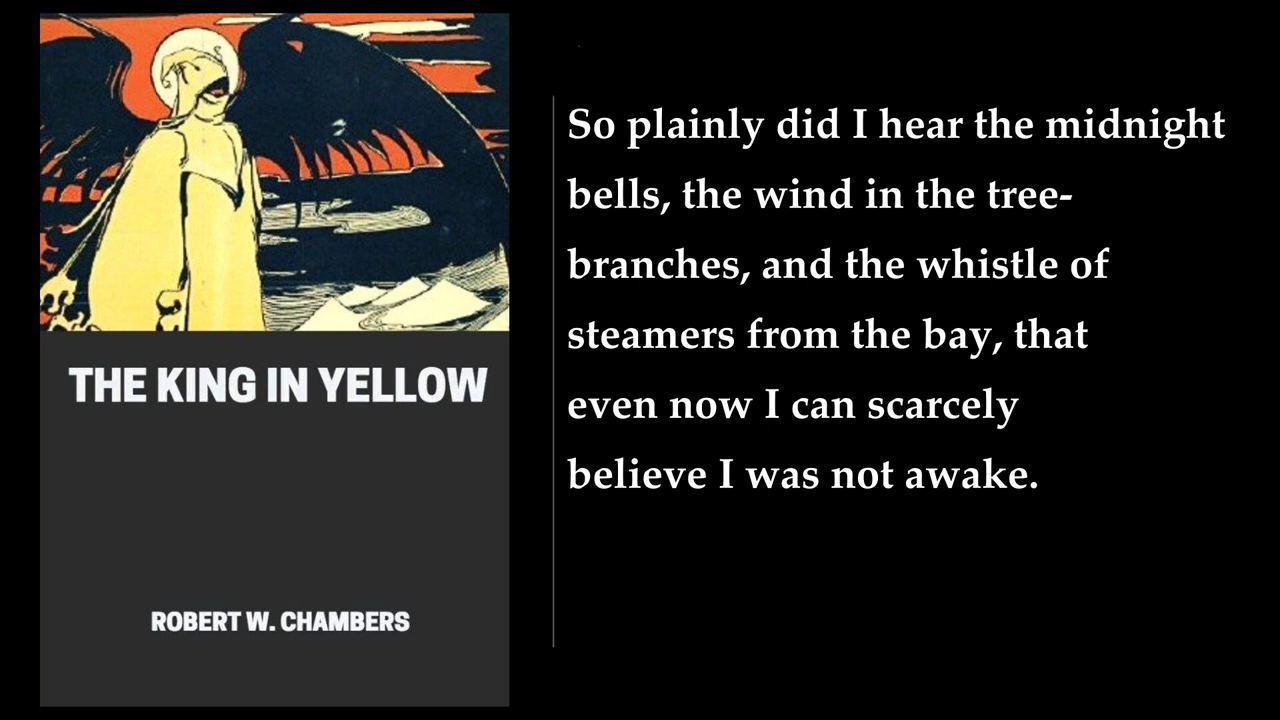 THE KING IN YELLOW
ROBERT W. CHAMBERS
So plainly did I hear the midnight
bells, the wind in the tree-
branches, and the whistle of
steamers from the bay, that
even now I can scarcely
believe I was not awake.